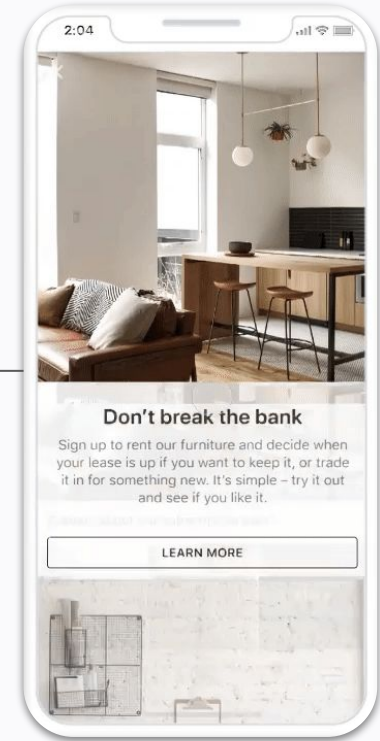 2:04
Don't break the bank
Sign up to rent our furniture and decide when
your lease is up if you want to keep it, or trade
it in for something new. It's simple – try it out
and see if you like it.
LEARN MORE